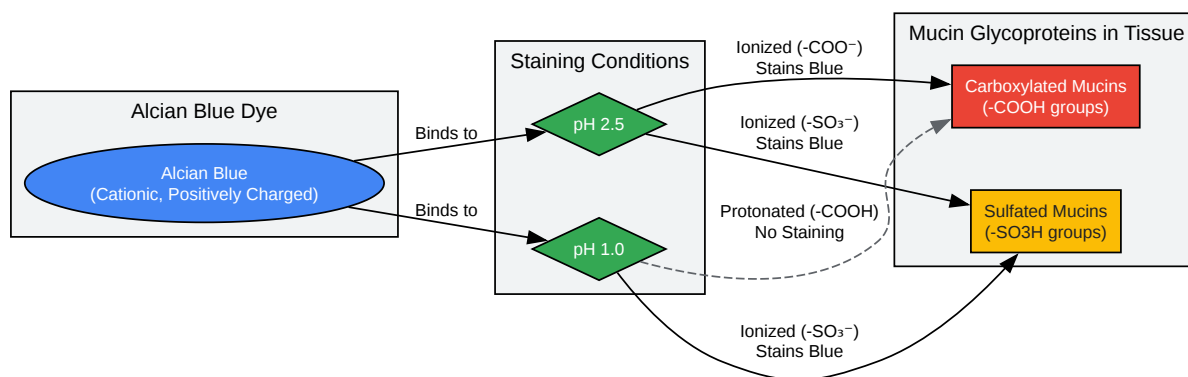 Alcian Blue Dye
Alcian Blue
(Cationic, Positively Charged)
Binds to
Binds to
Staining Conditions
pH 2.5
pH 1.0
Ionized (-COO⁻)
Stains Blue
Ionized (-SO₃⁻)
Stains Blue
Protonated (-COOH)
No Staining
Ionized (-SO₃⁻)
Stains Blue
Mucin Glycoproteins in Tissue
Carboxylated Mucins
(-COOH groups)
Sulfated Mucins
(-SO3H groups)